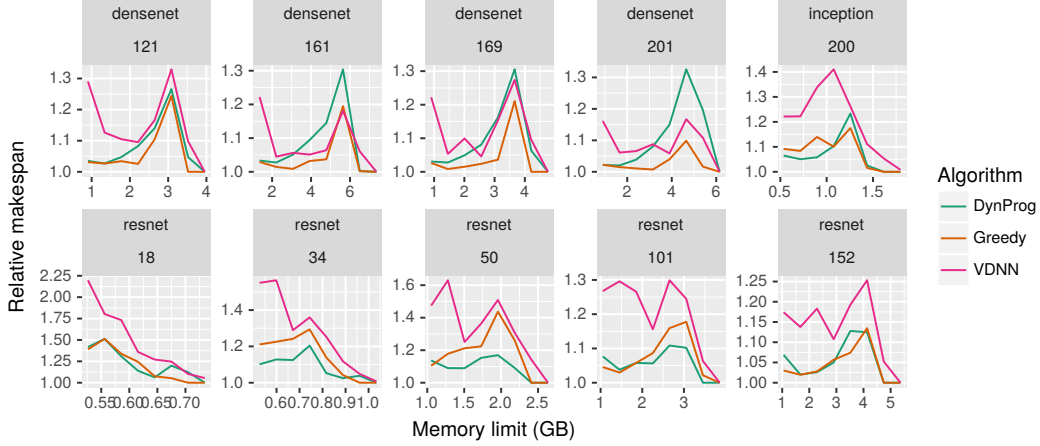 densenet densenet densenet densenet inception
121 161 169 201 200
1.3 1.2 1.1 1.0
1 2 3 4
1.3 1.2 1.1 1.0
2 4 6
1.3 1.2 1.1 1.0
2 4
1.3 1.2 1.1 1.0
2 4 6
1.4 1.3 1.2 1.1 1.0
0.5 1.0 1.5
Relative makespan
resnet resnet resnet resnet resnet
18 34 50 101 152
2.25 2.00 1.75 1.50 1.25 1.00
0.55 0.60 0.65 0.70
1.4 1.2 1.0
0.6 0.7 0.8 0.9 1.0
1.6 1.4 1.2 1.0
1.0 1.5 2.0 2.5
1.3 1.2 1.1 1.0
1 2 3
1.25 1.20 1.15 1.10 1.05 1.00
1 2 3 4 5
Memory limit (GB)
Algorithm
DynProg
Greedy
VDNN